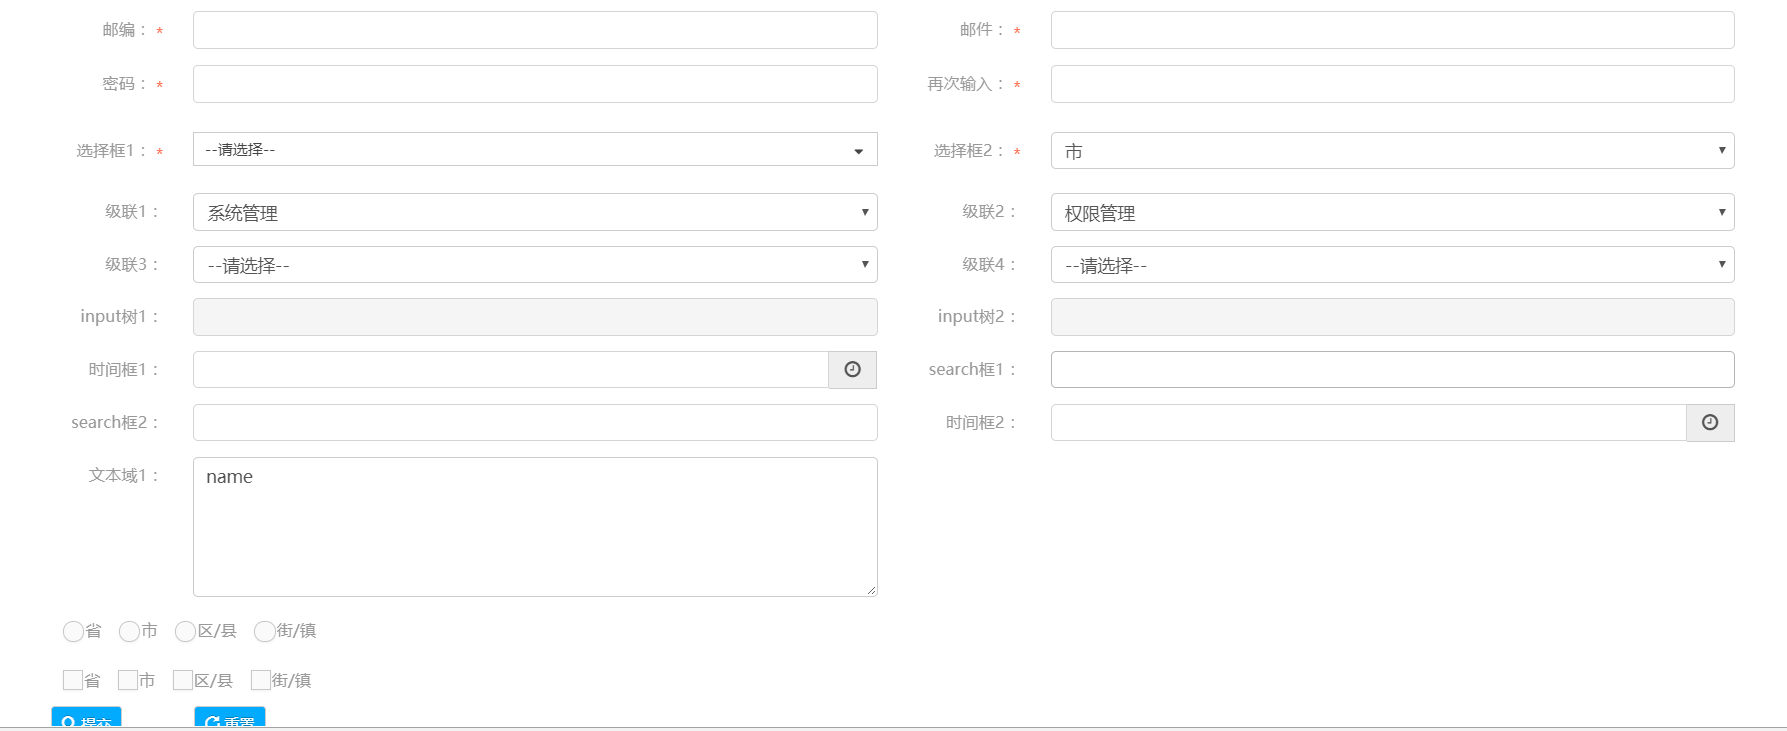 邮编： * 邮件： *
密码： * 再次输入： *
选择框1： * --请选择-- 选择框2： * 市
级联1： 系统管理 级联2： 权限管理
级联3： --请选择-- 级联4： --请选择--
input树1： input树2：
时间框1： search框1：
search框2： 时间框2：
文本域1： name
省 市 区/县 街/镇
省 市 区/县 街/镇
提交 重置